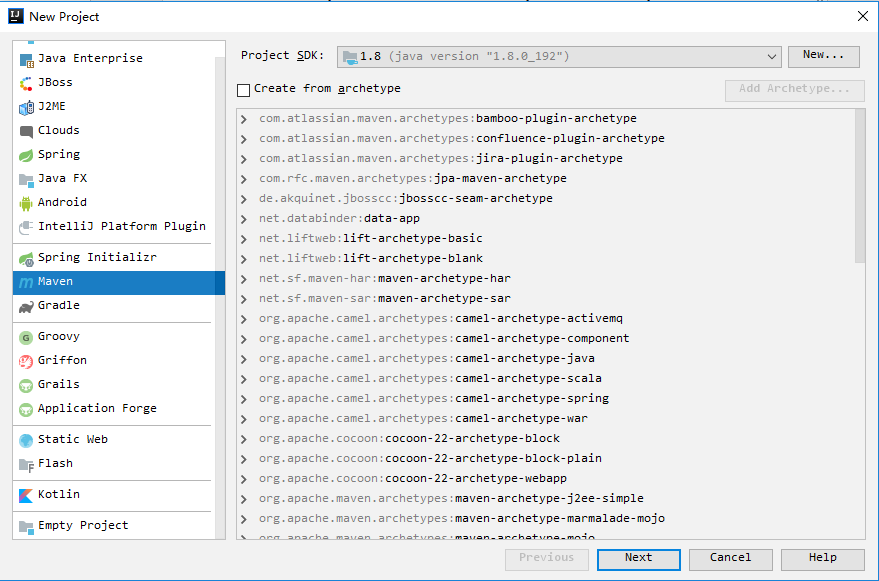 New Project
Java Enterprise
JBoss
J2ME
Clouds
Spring
Java FX
Android
IntelliJ Platform Plugin
Spring Initializr
Maven
Gradle
Groovy
Griffon
Grails
Application Forge
Static Web
Flash
Kotlin
Empty Project
Project SDK: 1.8 (java version "1.8.0_192") New...
Create from archetype Add Archetype...
com.atlassian.maven.archetypes:bamboo-plugin-archetype
com.atlassian.maven.archetypes:confluence-plugin-archetype
com.atlassian.maven.archetypes:jira-plugin-archetype
com.rfc.maven.archetypes:jpa-maven-archetype
de.akquinet.jbosscc:jbosscc-seam-archetype
net.databinder:data-app
net.liftweb:lift-archetype-basic
net.liftweb:lift-archetype-blank
net.sf.maven-har:maven-archetype-har
net.sf.maven-sar:maven-archetype-sar
org.apache.camel.archetypes:camel-archetype-activemq
org.apache.camel.archetypes:camel-archetype-component
org.apache.camel.archetypes:camel-archetype-java
org.apache.camel.archetypes:camel-archetype-scala
org.apache.camel.archetypes:camel-archetype-spring
org.apache.camel.archetypes:camel-archetype-war
org.apache.cocoon:cocoon-22-archetype-block
org.apache.cocoon:cocoon-22-archetype-block-plain
org.apache.cocoon:cocoon-22-archetype-webapp
org.apache.maven.archetypes:maven-archetype-j2ee-simple
org.apache.maven.archetypes:maven-archetype-marmalade-mojo
org.apache.maven.archetypes:maven-archetype-mojo
Previous Next Cancel Help